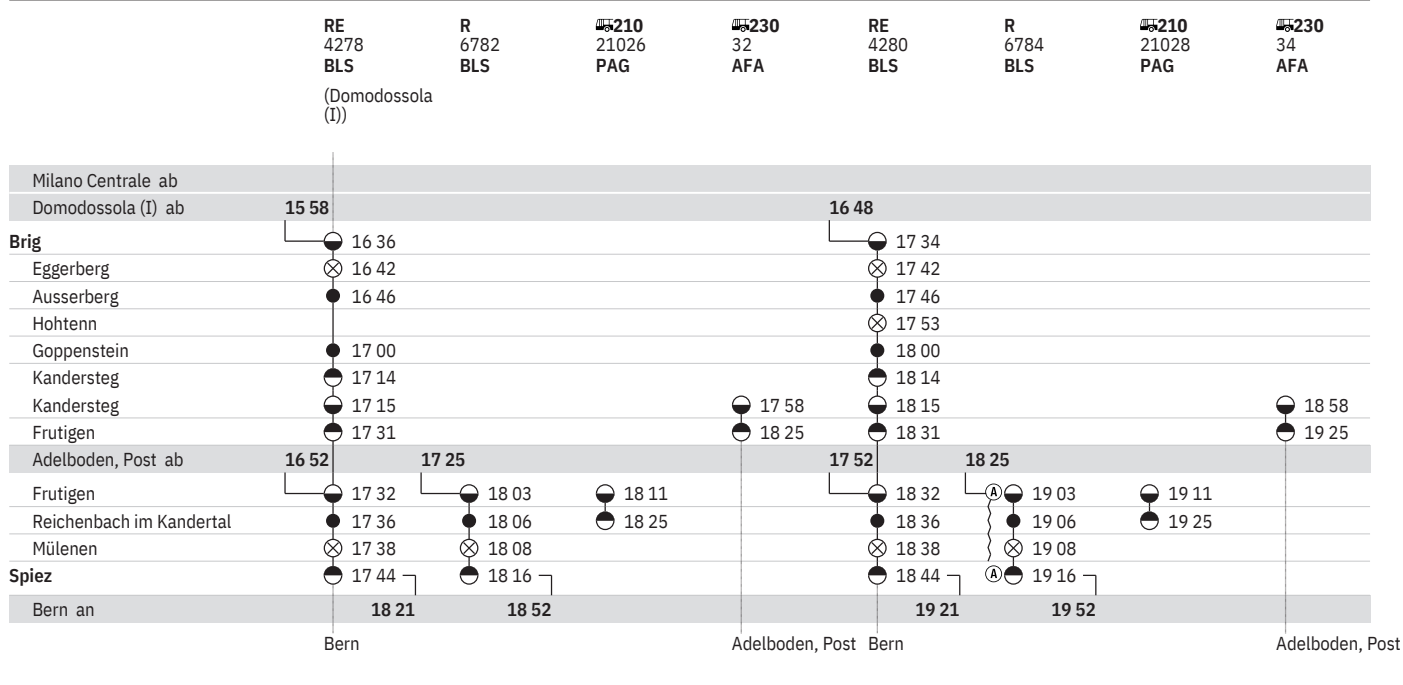 RE R 210 230 RE R 210 230
4278 6782 21026 32 4280 6784 21028 34
BLS BLS PAG AFA BLS BLS PAG AFA
(Domodossola
(I))
Milano Centrale ab
Domodossola (I) ab 15 58 16 48
Brig 16 36 17 34
Eggerberg 16 42 17 42
Ausserberg 16 46 17 46
Hohtenn 17 53
Goppenstein 17 00 18 00
Kandersteg 17 14 18 14
Kandersteg 17 15 17 58 18 15 18 58
Frutigen 17 31 18 25 18 31 19 25
Adelboden, Post ab 16 52 17 25 17 52 18 25
Frutigen 17 32 18 03 18 11 18 32 A 19 03 19 11
Reichenbach im Kandertal 17 36 18 06 18 25 18 36 19 06 19 25
Mülenen 17 38 18 08 18 38 19 08
Spiez 17 44 18 16 18 44 A 19 16
Bern an 18 21 18 52 19 21 19 52
Bern Adelboden, Post Bern Adelboden, Post